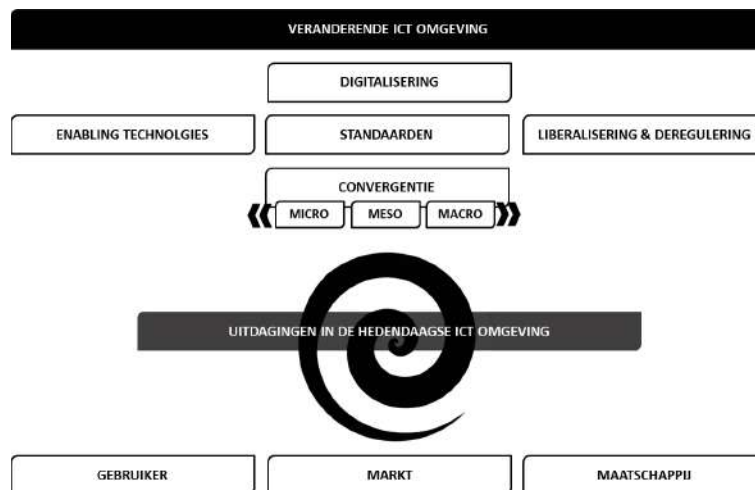 VERANDERENDE ICT OMGEVING
DIGITALISERING
ENABLING TECHNOLGIES
STANDAARDEN
LIBERALISERING & DEREGULERING
CONVERGENTIE
MICRO
MESO
MACRO
UITDAGINGEN IN DE HEDENDAAGSE ICT OMGEVING
GEBRUIKER
MARKT
MAATSCHAPPIJ